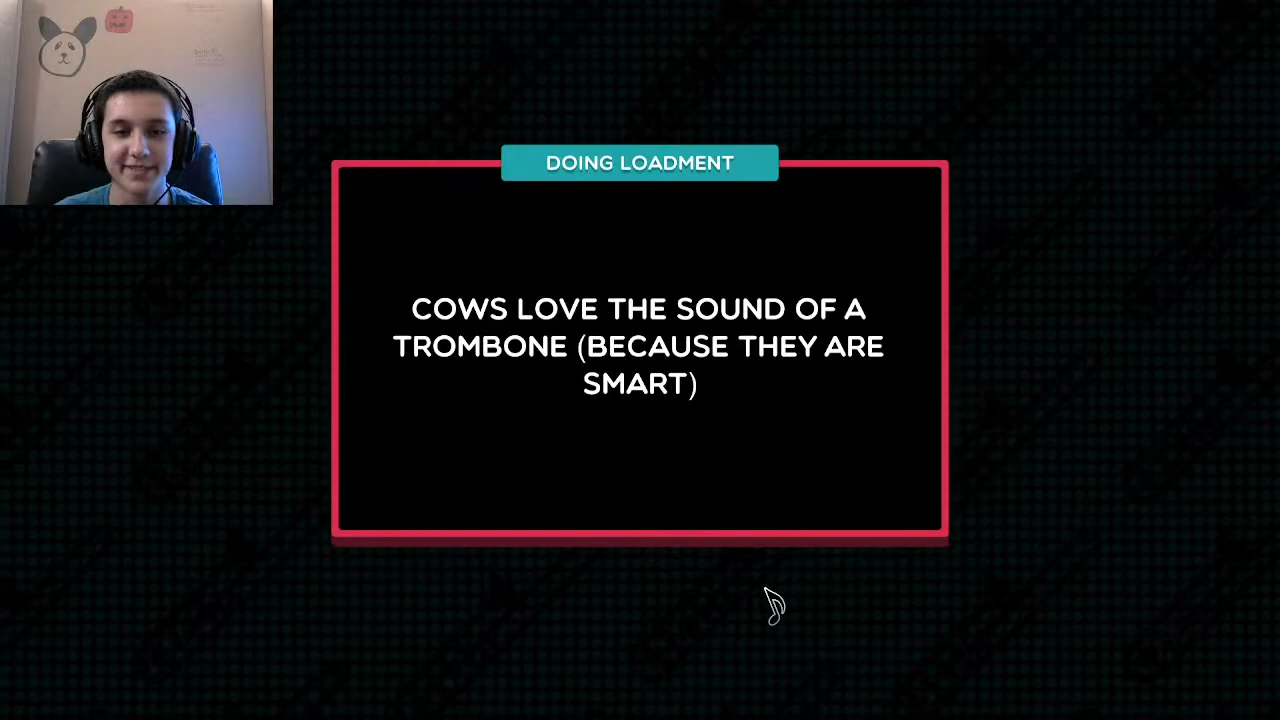 DOING LOADMENT
COWS LOVE THE SOUND OF A
TROMBONE (BECAUSE THEY ARE
SMART)